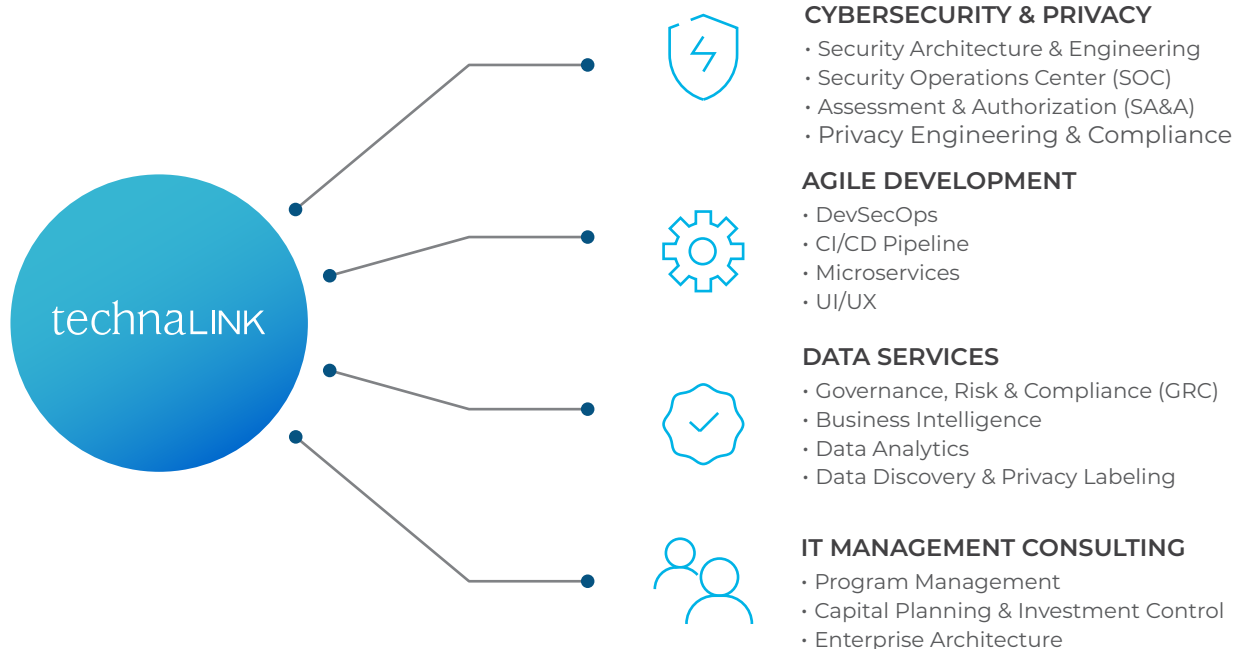 technaLINK
CYBERSECURITY & PRIVACY
• Security Architecture & Engineering
• Security Operations Center (SOC)
• Assessment & Authorization (SA&A)
• Privacy Engineering & Compliance
AGILE DEVELOPMENT
• DevSecOps
• CI/CD Pipeline
• Microservices
• UI/UX
DATA SERVICES
• Governance, Risk & Compliance (GRC)
• Business Intelligence
• Data Analytics
• Data Discovery & Privacy Labeling
IT MANAGEMENT CONSULTING
• Program Management
• Capital Planning & Investment Control
• Enterprise Architecture